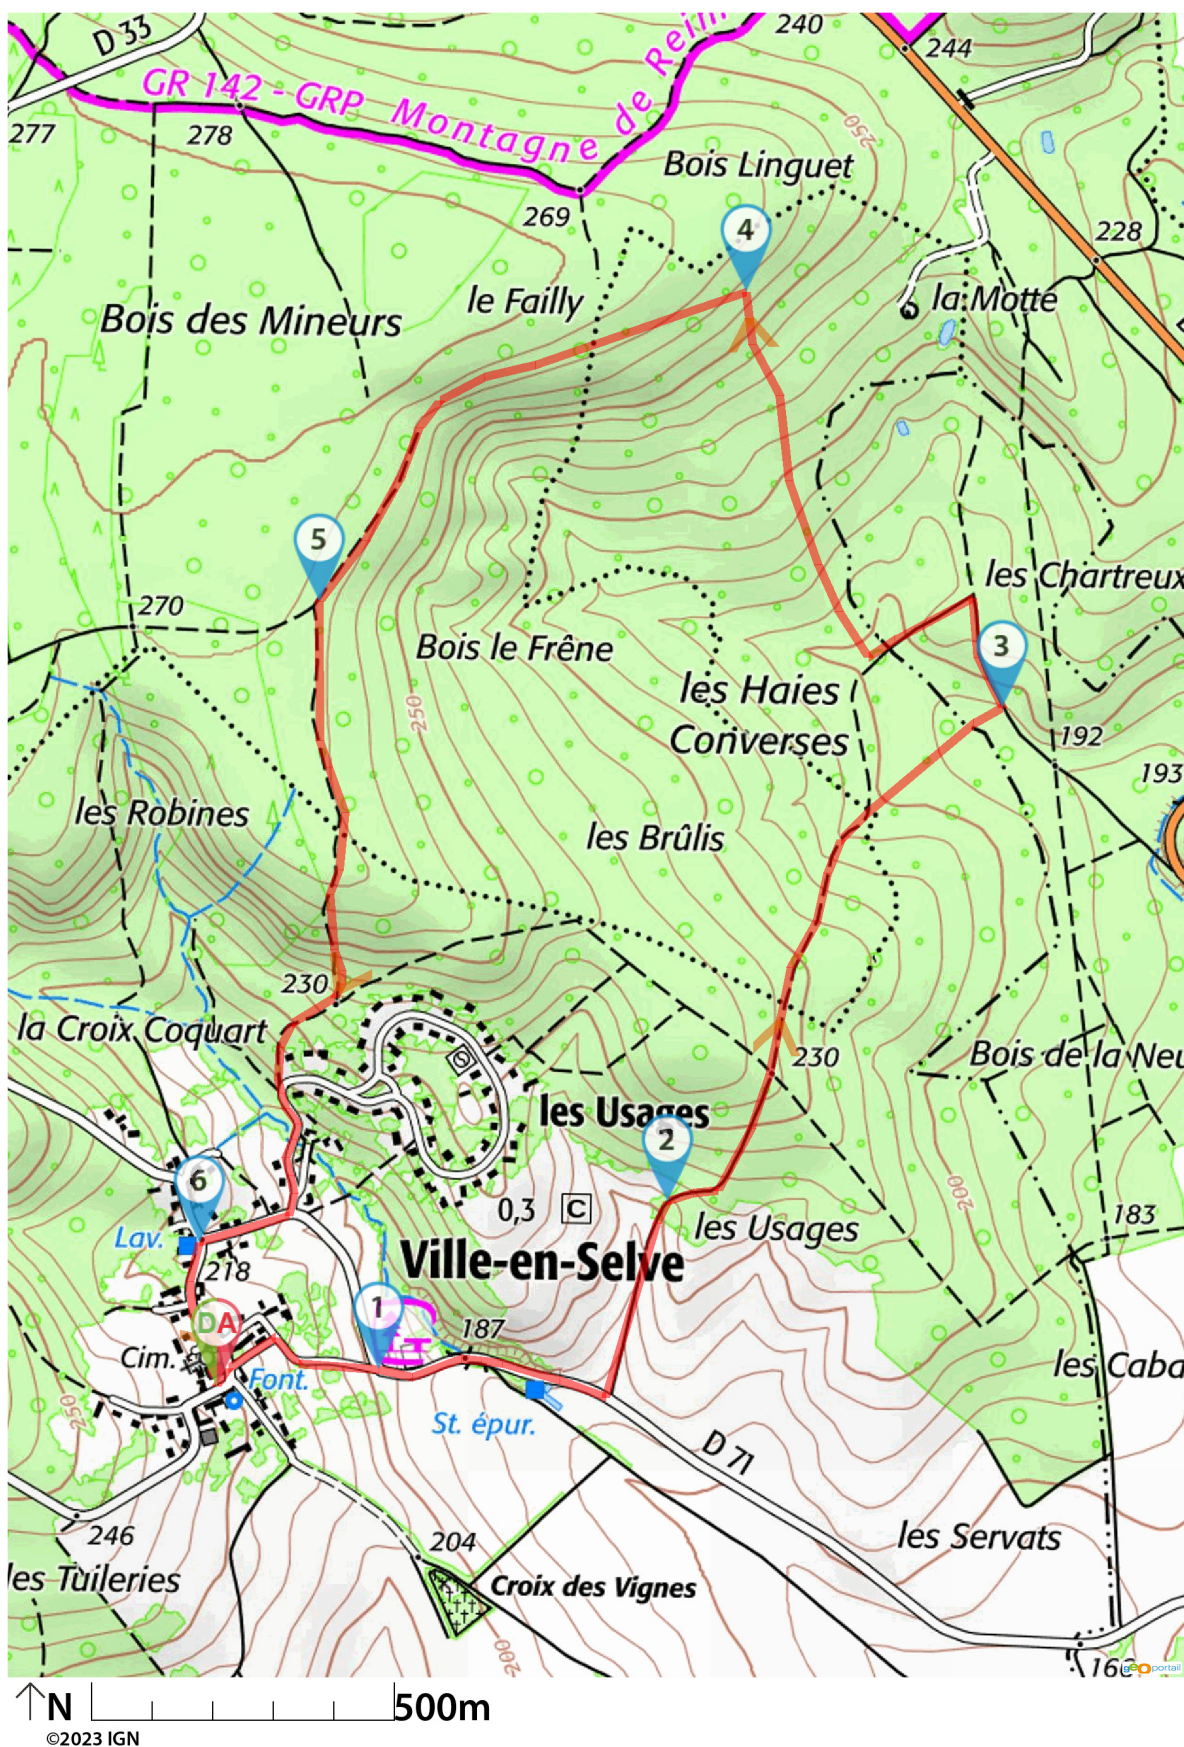 D 33
240
244
GR 142 - GRP Montagne de Reim
277
278
Bois Linguet
250
269
4
228
le Failly
la Motte
Bois des Mineurs
5
les Chartreux
270
3
Bois le Frêne
les Haies
Converses
250
192
193
les Robines
les Brûlis
230
la Croix Coquart
230
Bois de la Neu
les Usages
2
6
200
0,3 C
183
Lav.
les Usages
218
Ville-en-Selve
1
DA
187
Cim.
Font.
les Caba
250
St. épur.
D 71
246
204
les Servats
les Tuileries
Croix des Vignes
200
166
géoportail
N
500m
©2023 IGN